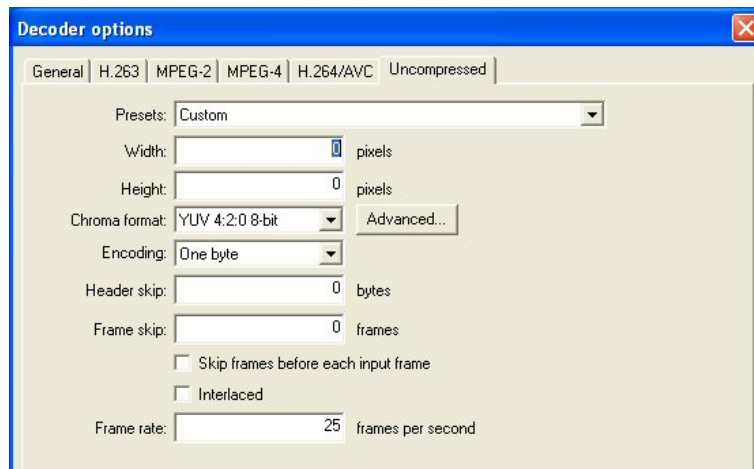 Decoder options
General H.263 MPEG-2 MPEG-4 H.264/AVC Uncompressed
Presets: Custom
Width: 0 pixels
Height: 0 pixels
Chroma format: YUV 4:2:0 8-bit Advanced...
Encoding: One byte
Header skip: 0 bytes
Frame skip: 0 frames
Skip frames before each input frame
Interlaced
Frame rate: 25 frames per second